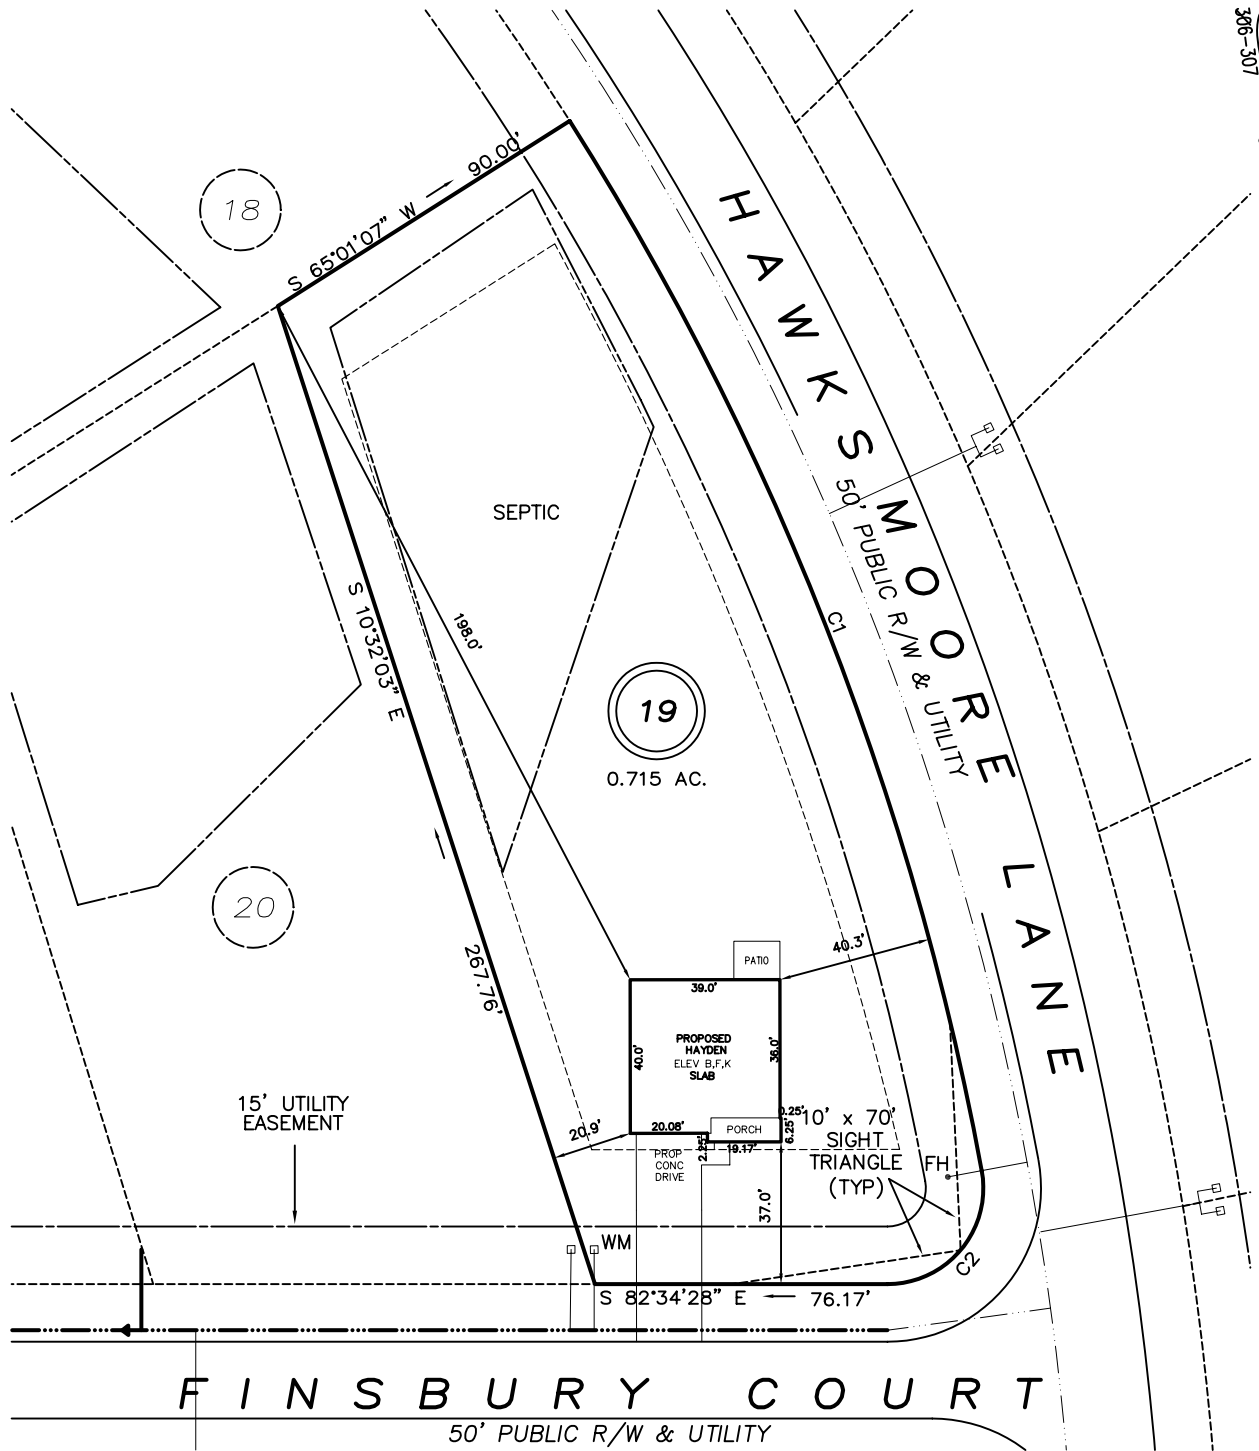 306-307
18
S 65°01'07" W
90.00'
HAWKSMOORE LANE
50' PUBLIC R/W & UTILITY
SEPTIC
C1
S 10°32'03" E
267.76'
198.0'
19
0.715 AC.
20
40.3'
PATIO
39.0'
PROPOSED
HAYDEN
ELEV B,F,K
SLAB
40.0'
36.0'
15' UTILITY
EASEMENT
20.9'
20.08'
PORCH
0.25'
6.25'
2.25'
19.17'
PROP
CONC
DRIVE
10' x 70'
SIGHT
TRIANGLE
(TYP)
FH
37.0'
WM
C2
S 82°34'28" E
76.17'
FINSBURY COURT
50' PUBLIC R/W & UTILITY